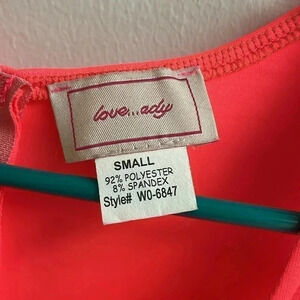 love...ady
SMALL
92% POLYESTER
8% SPANDEX
Style# W0-6847